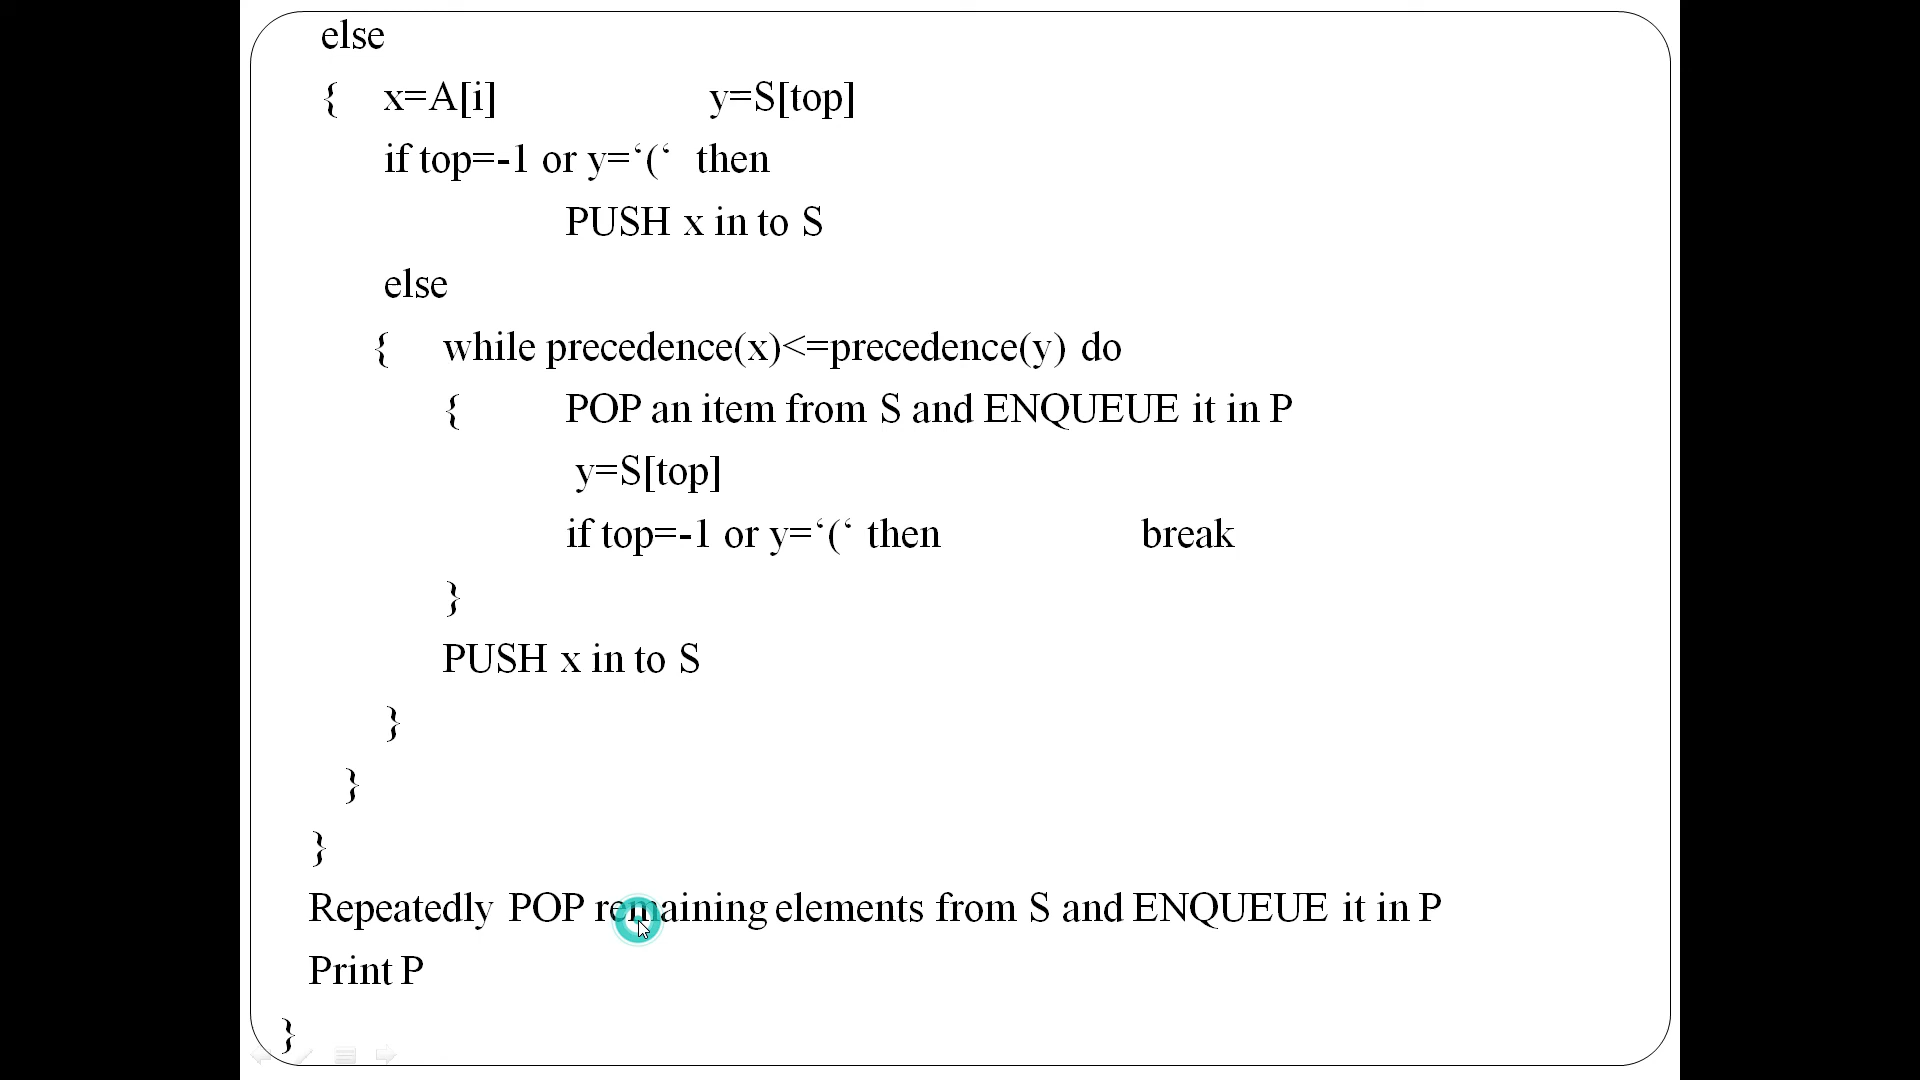 else
{ x=A[i] y=S[top]
if top=-1 or y=‘(‘ then
PUSH x in to S
else
{ while precedence(x)<=precedence(y) do
{ POP an item from S and ENQUEUE it in P
y=S[top]
if top=-1 or y=‘(‘ then break
}
PUSH x in to S
}
}
}
Repeatedly POP remaining elements from S and ENQUEUE it in P
Print P
}